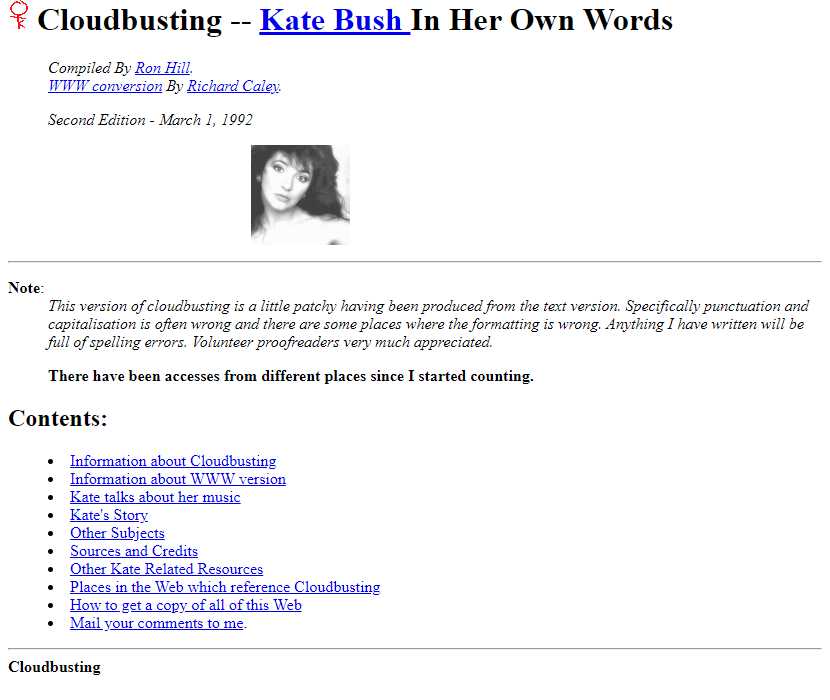 Cloudbusting -- Kate Bush In Her Own Words
Compiled By Ron Hill.
WWW conversion By Richard Caley.
Second Edition - March 1, 1992
Note:
This version of cloudbusting is a little patchy having been produced from the text version. Specifically punctuation and
capitalisation is often wrong and there are some places where the formatting is wrong. Anything I have written will be
full of spelling errors. Volunteer proofreaders very much appreciated.
There have been accesses from different places since I started counting.
Contents:
Information about Cloudbusting
Information about WWW version
Kate talks about her music
Kate's Story
Other Subjects
Sources and Credits
Other Kate Related Resources
Places in the Web which reference Cloudbusting
How to get a copy of all of this Web
Mail your comments to me.
Cloudbusting